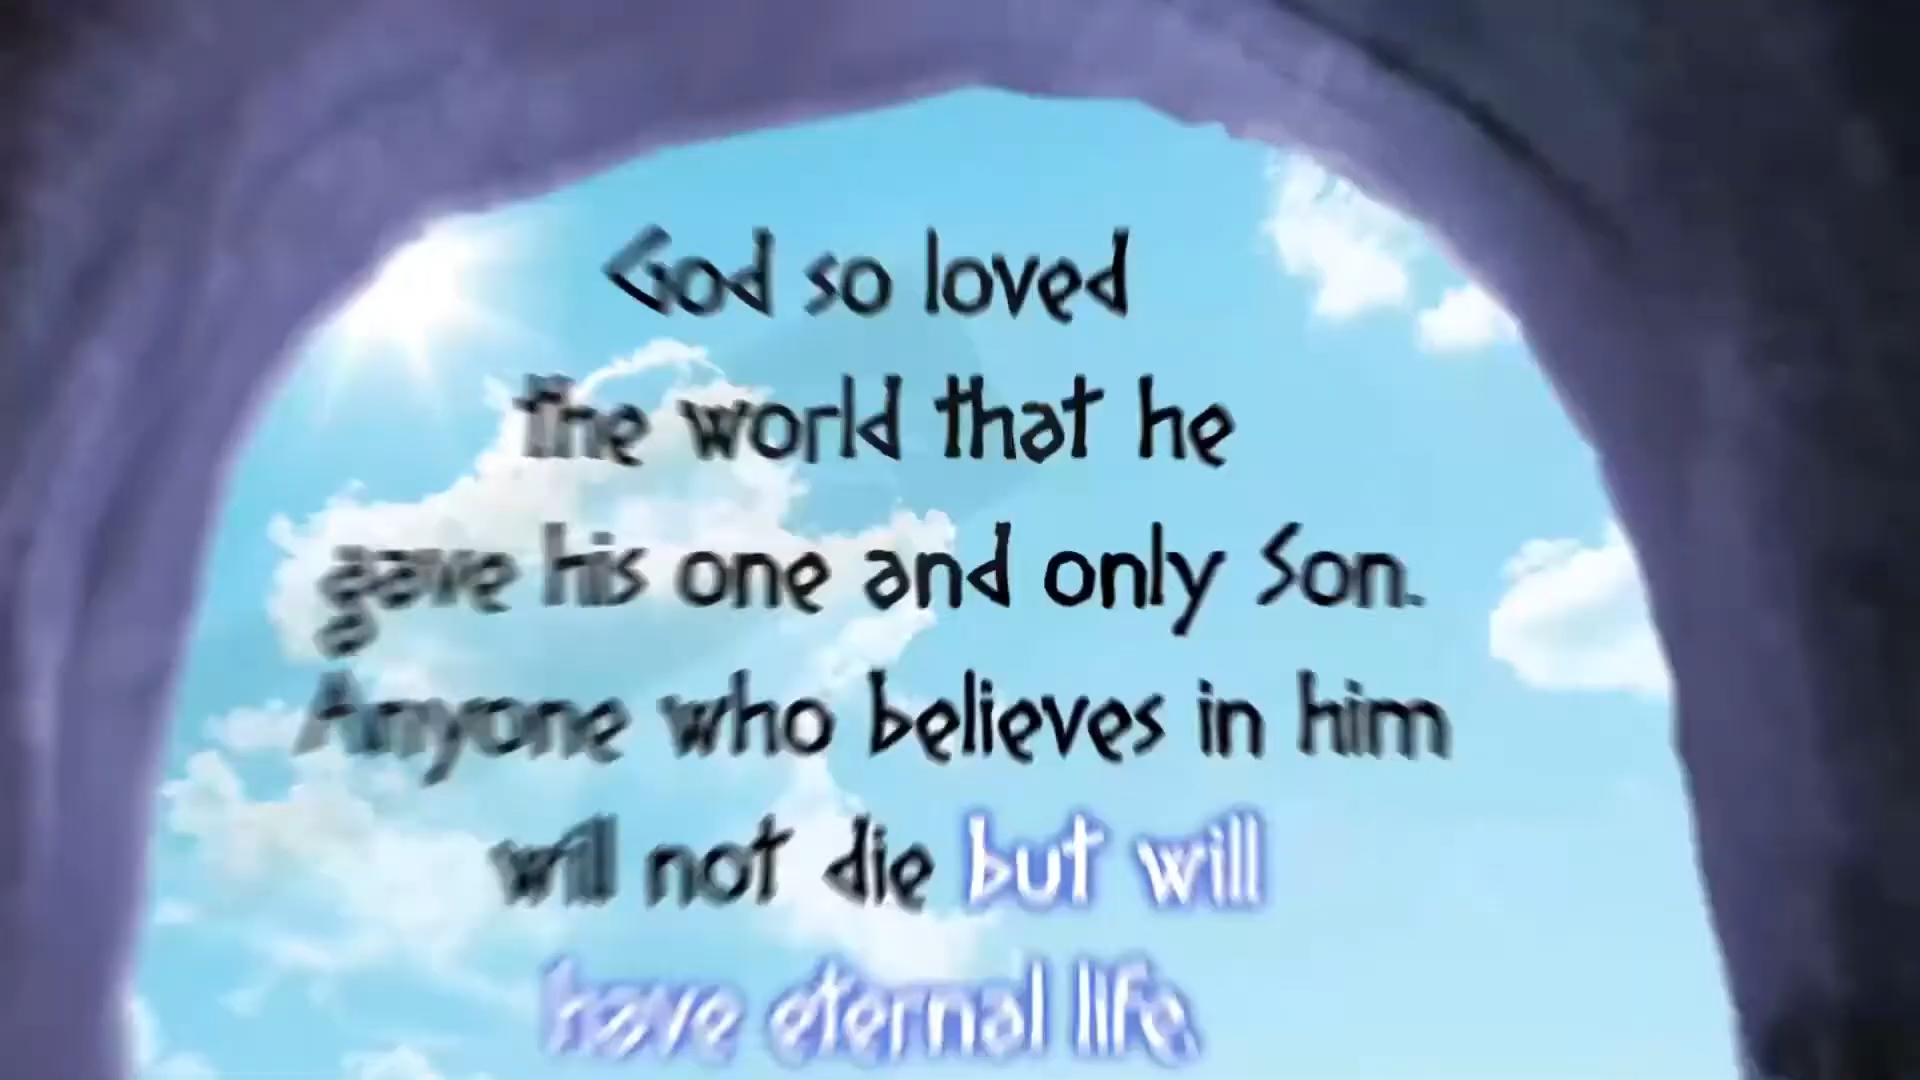 God so loved
the world that he
gave his one and only Son.
Anyone who believes in him
will not die but will
have eternal life.